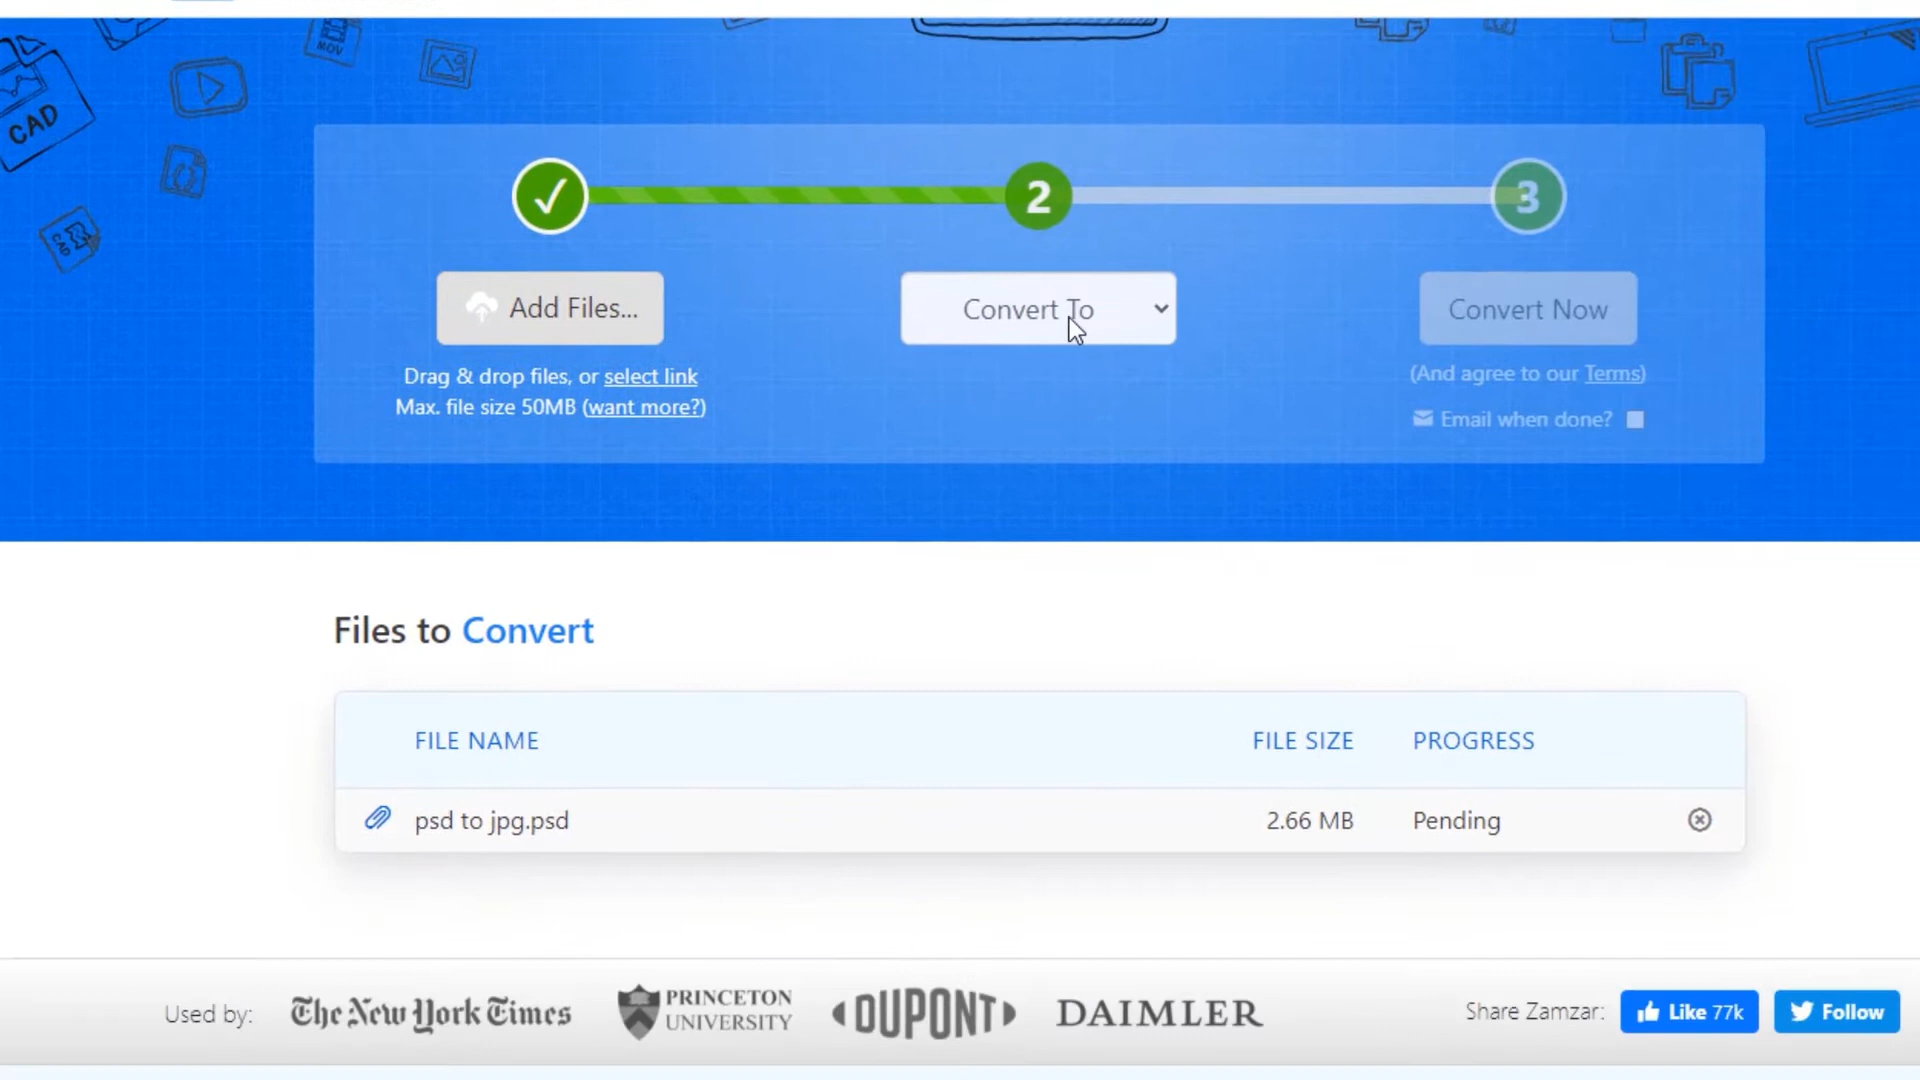 MOV
CAD
CAD
✓ 2 3
Add Files...
Convert To
Convert Now
Drag & drop files, or select link
Max. file size 50MB (want more?)
(And agree to our Terms)
Email when done?
Files to Convert
FILE NAME FILE SIZE PROGRESS
psd to jpg.psd 2.66 MB Pending
Used by: The New York Times PRINCETON UNIVERSITY DUPONT DAIMLER Share Zamzar: Like 77k Follow